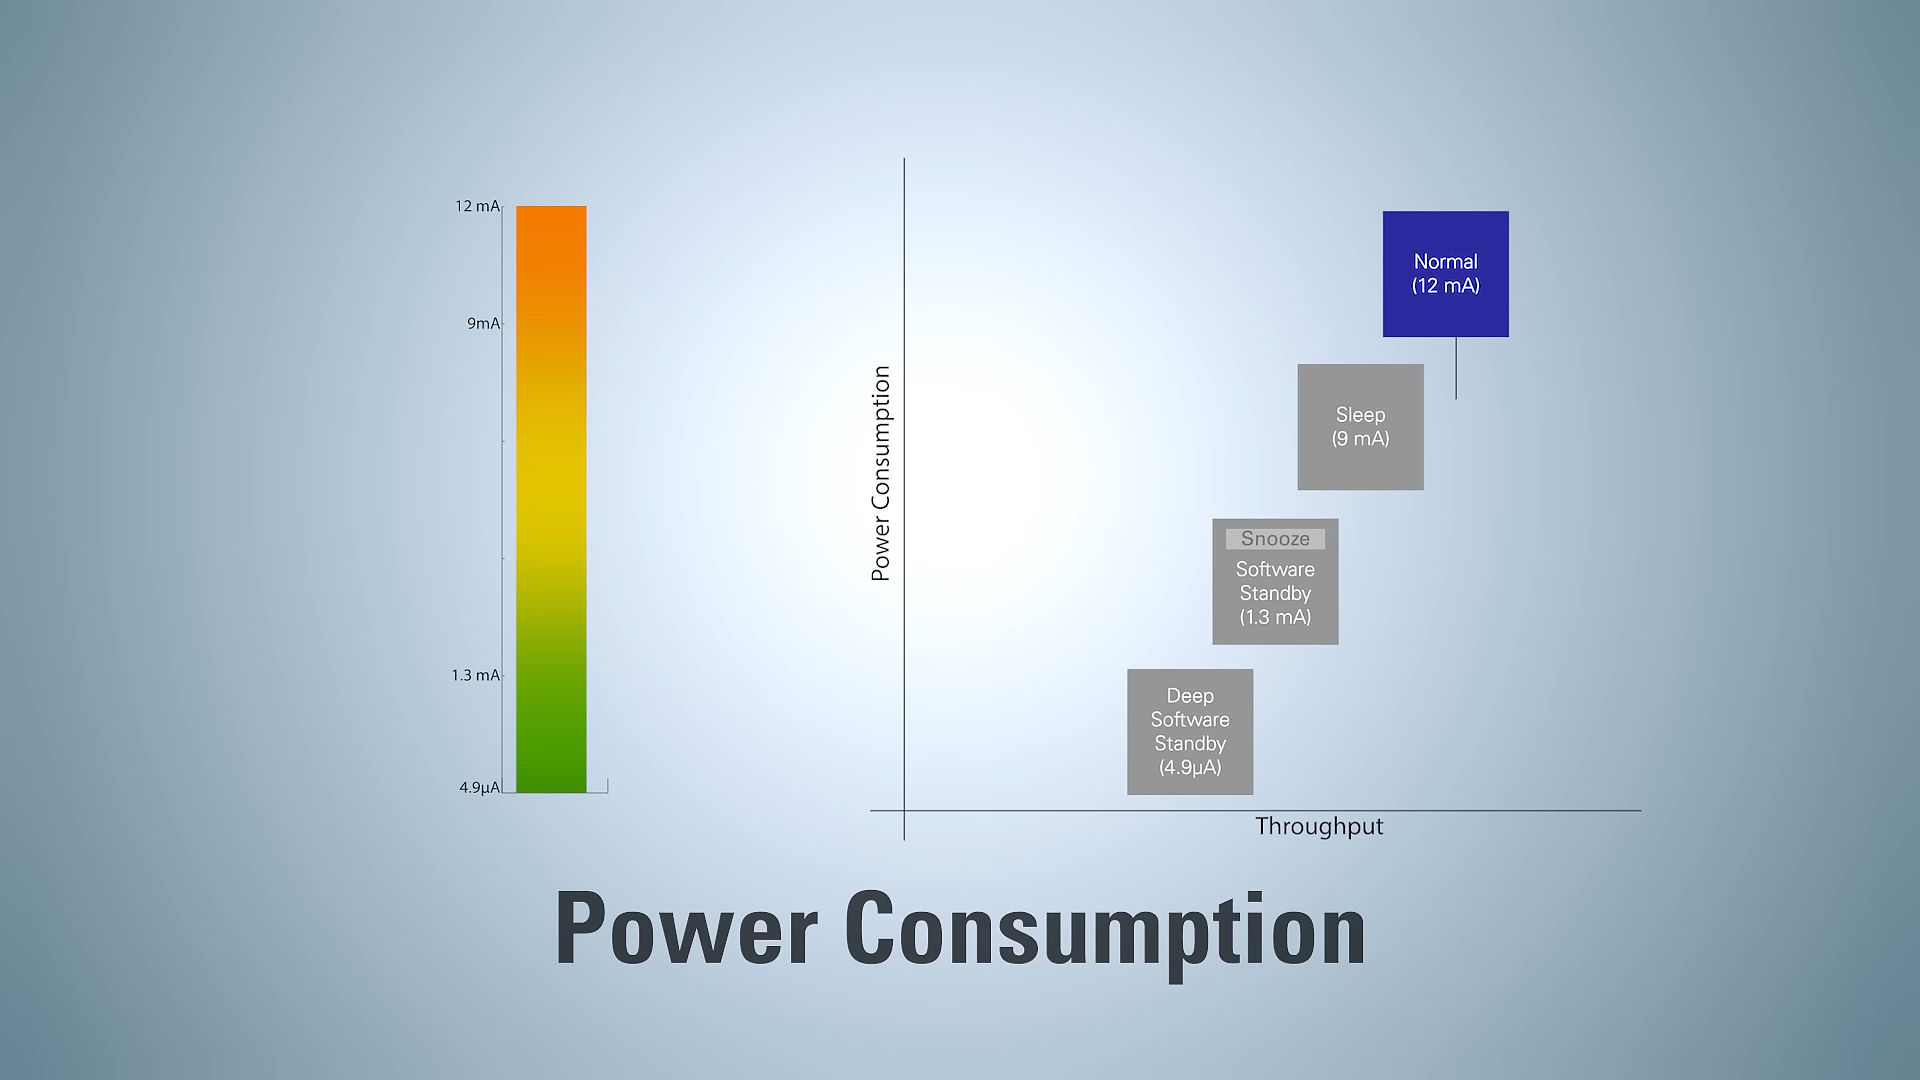 12 mA
9mA
1.3 mA
4.9µA
Power Consumption
Normal
(12 mA)
Sleep
(9 mA)
Snooze
Software
Standby
(1.3 mA)
Deep
Software
Standby
(4.9µA)
Throughput
Power Consumption